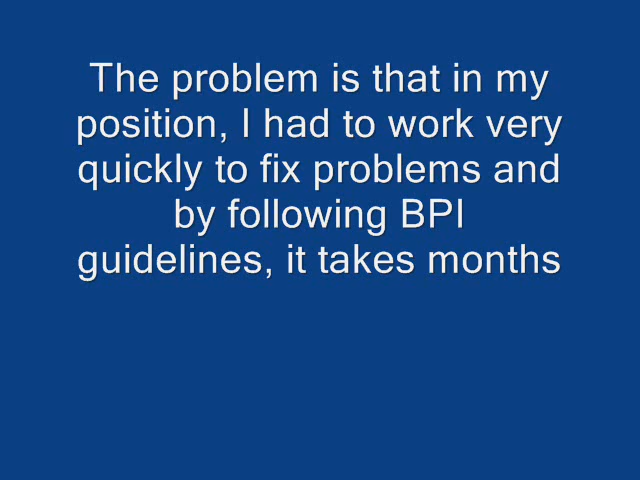 The problem is that in my
position, I had to work very
quickly to fix problems and
by following BPI
guidelines, it takes months